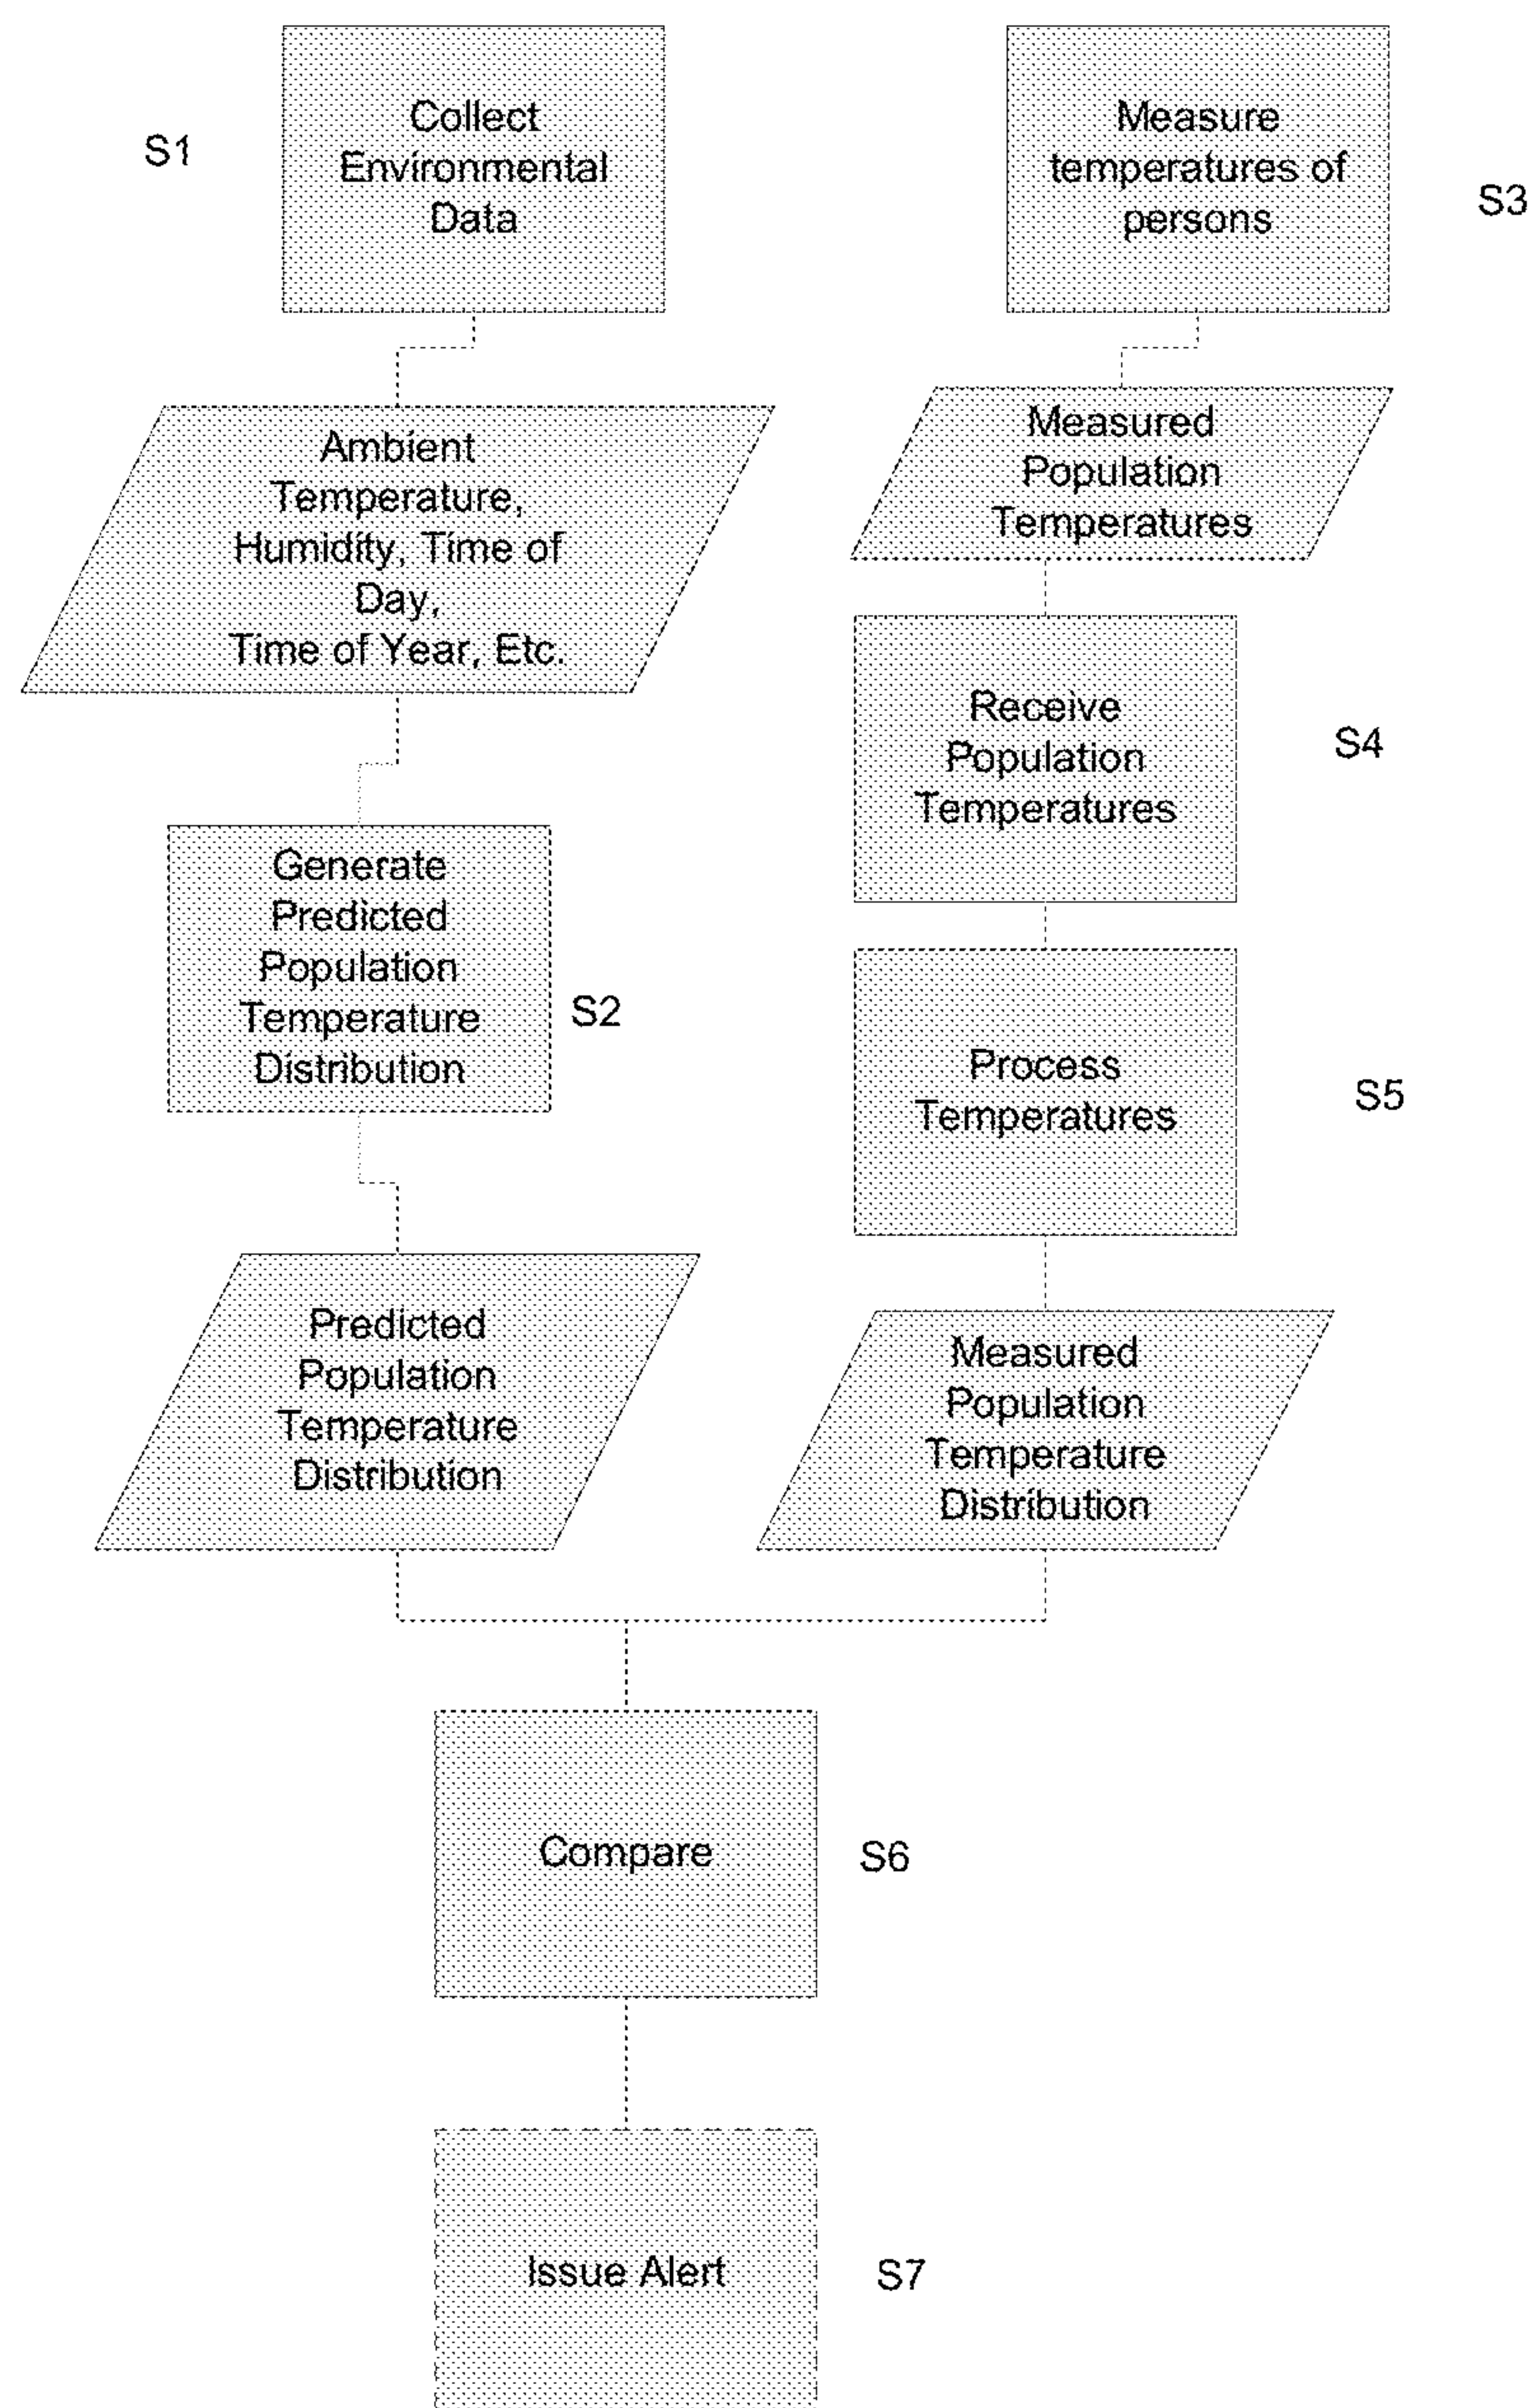 S1
Collect
Environmental
Data
Measure
temperatures of
persons
S3
Ambient
Temperature,
Humidity, Time of
Day,
Time of Year, Etc.
Measured
Population
Temperatures
Receive
Population
Temperatures
S4
Generate
Predicted
Population
Temperature
Distribution
S2
Process
Temperatures
S5
Predicted
Population
Temperature
Distribution
Measured
Population
Temperature
Distribution
Compare
S6
Issue Alert
S7